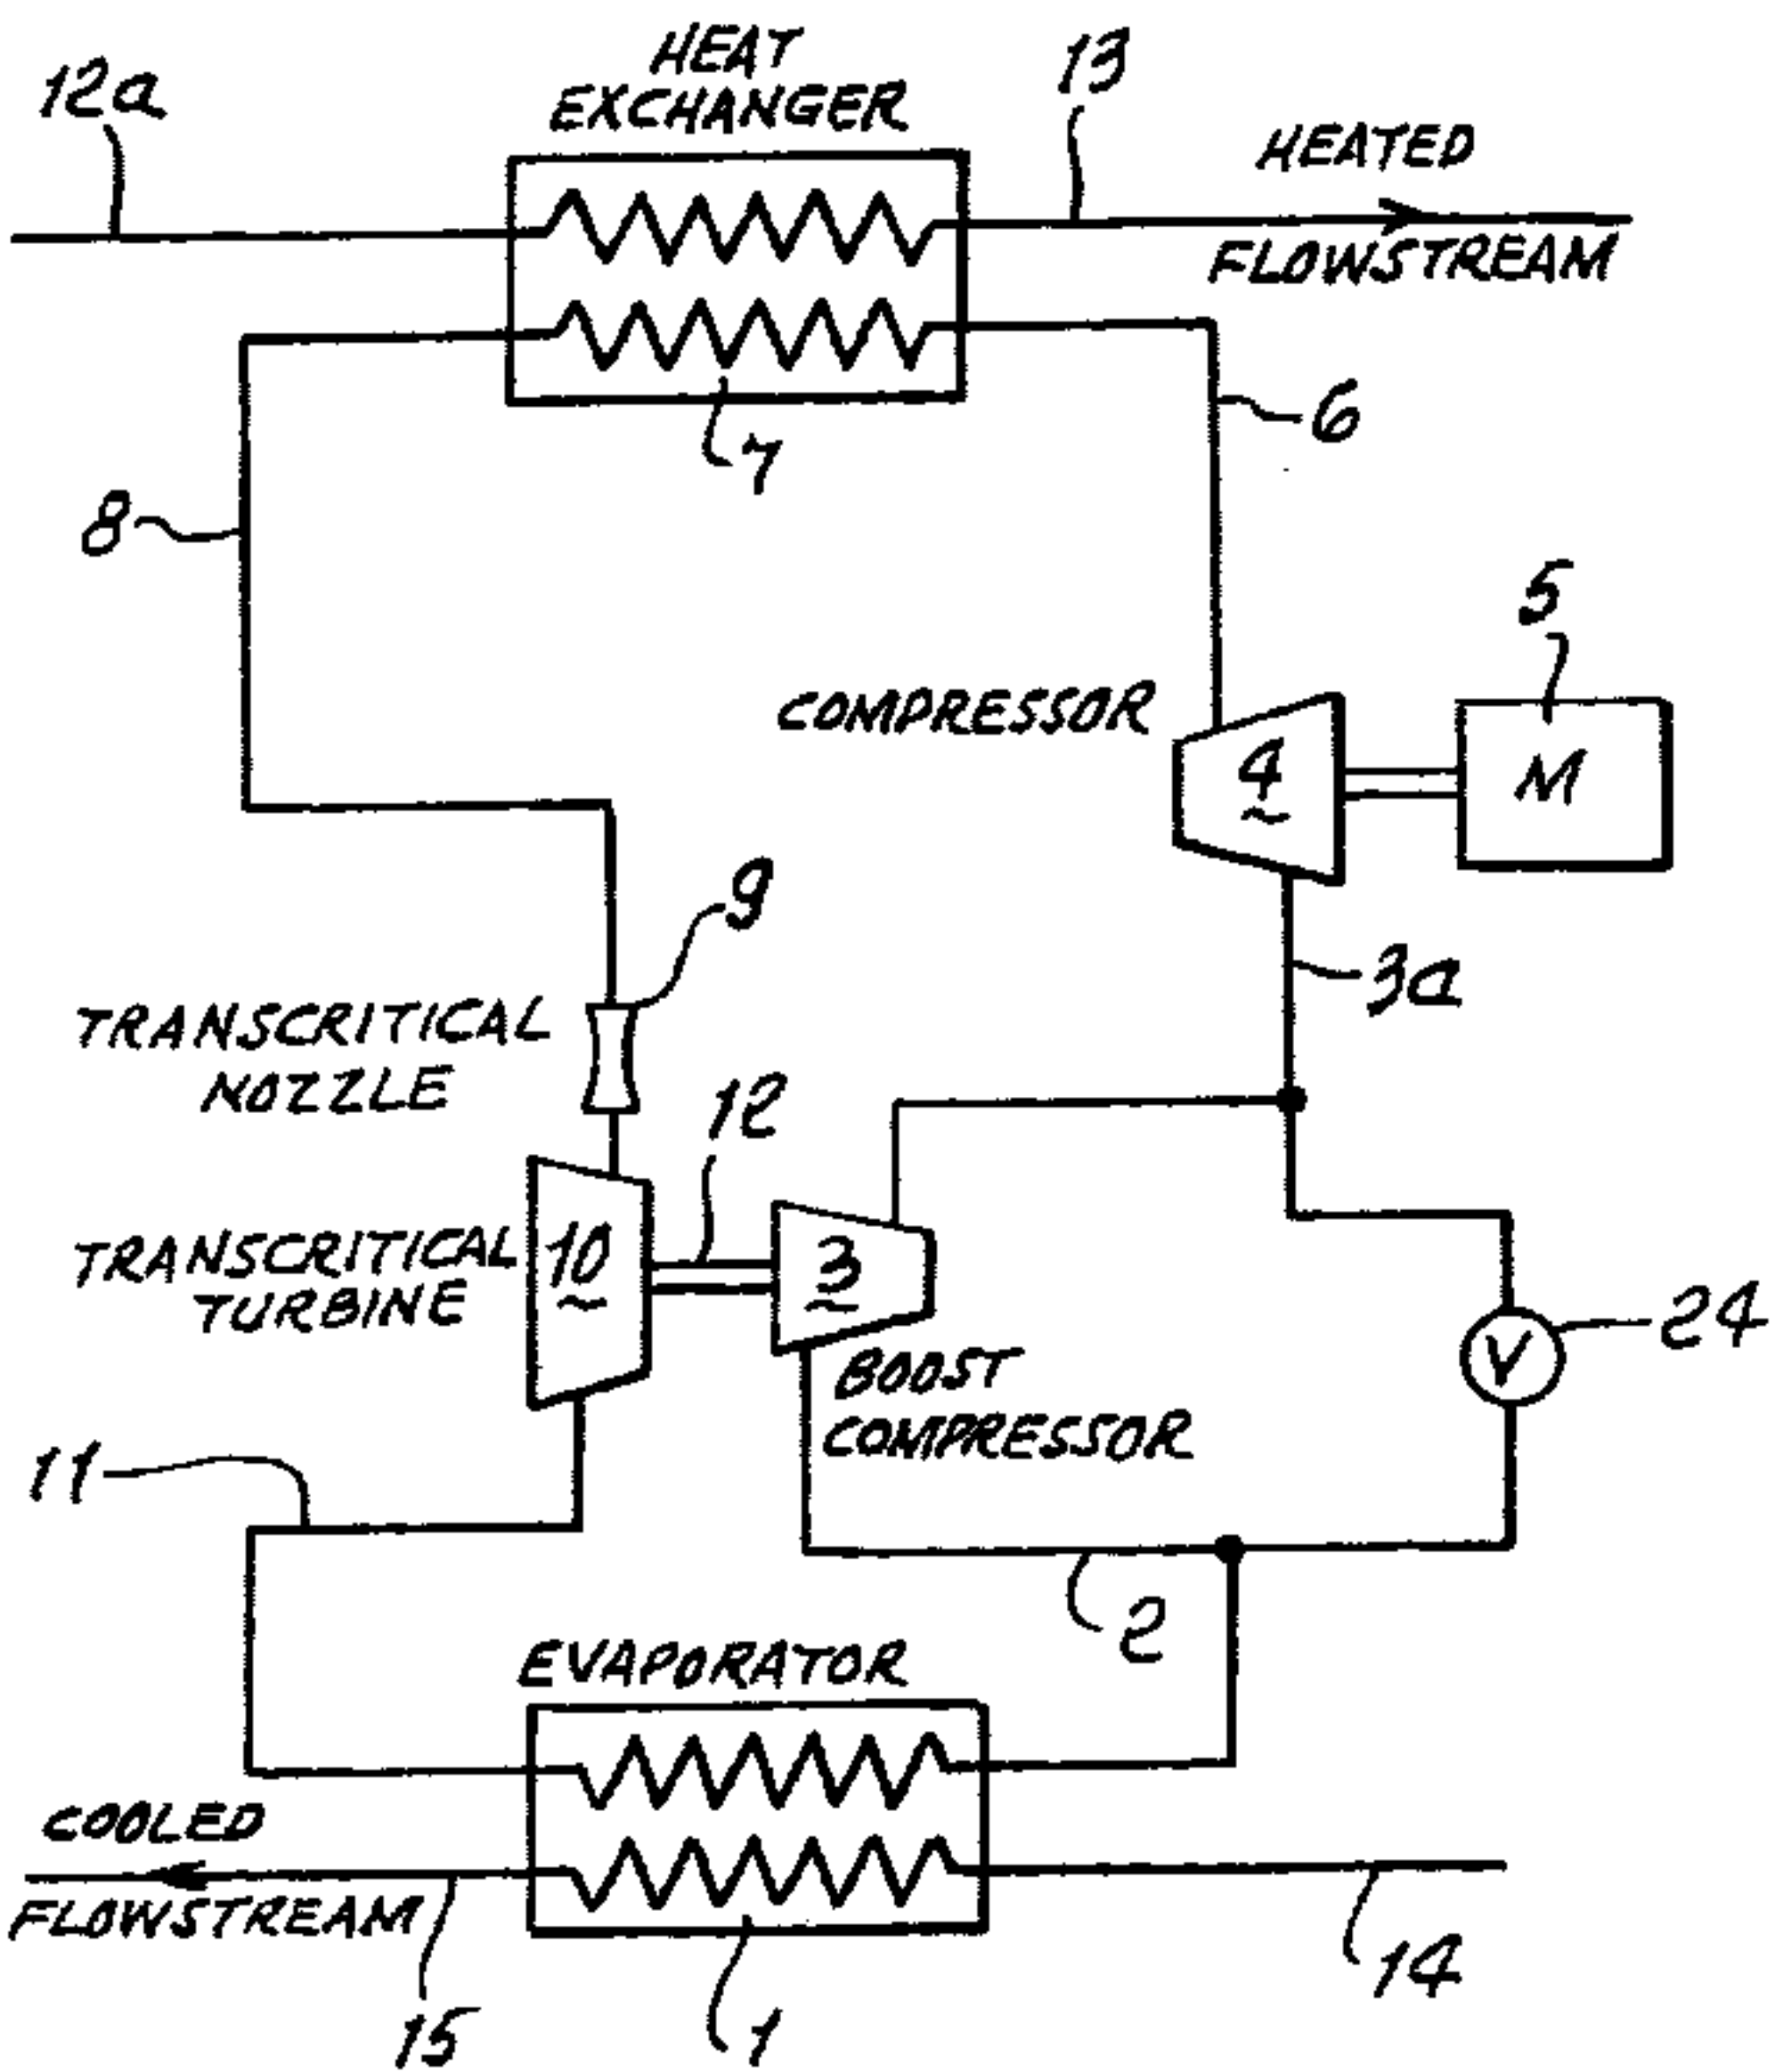 HEAT
EXCHANGER
12a
13
HEATED
FLOWSTREAM
7
6
8
5
COMPRESSOR
4
M
9
3a
TRANSCRITICAL
NOZZLE
12
TRANSCRITICAL
TURBINE
10
3
24
V
BOOST
COMPRESSOR
11
2
EVAPORATOR
COOLED
FLOWSTREAM
14
15
1